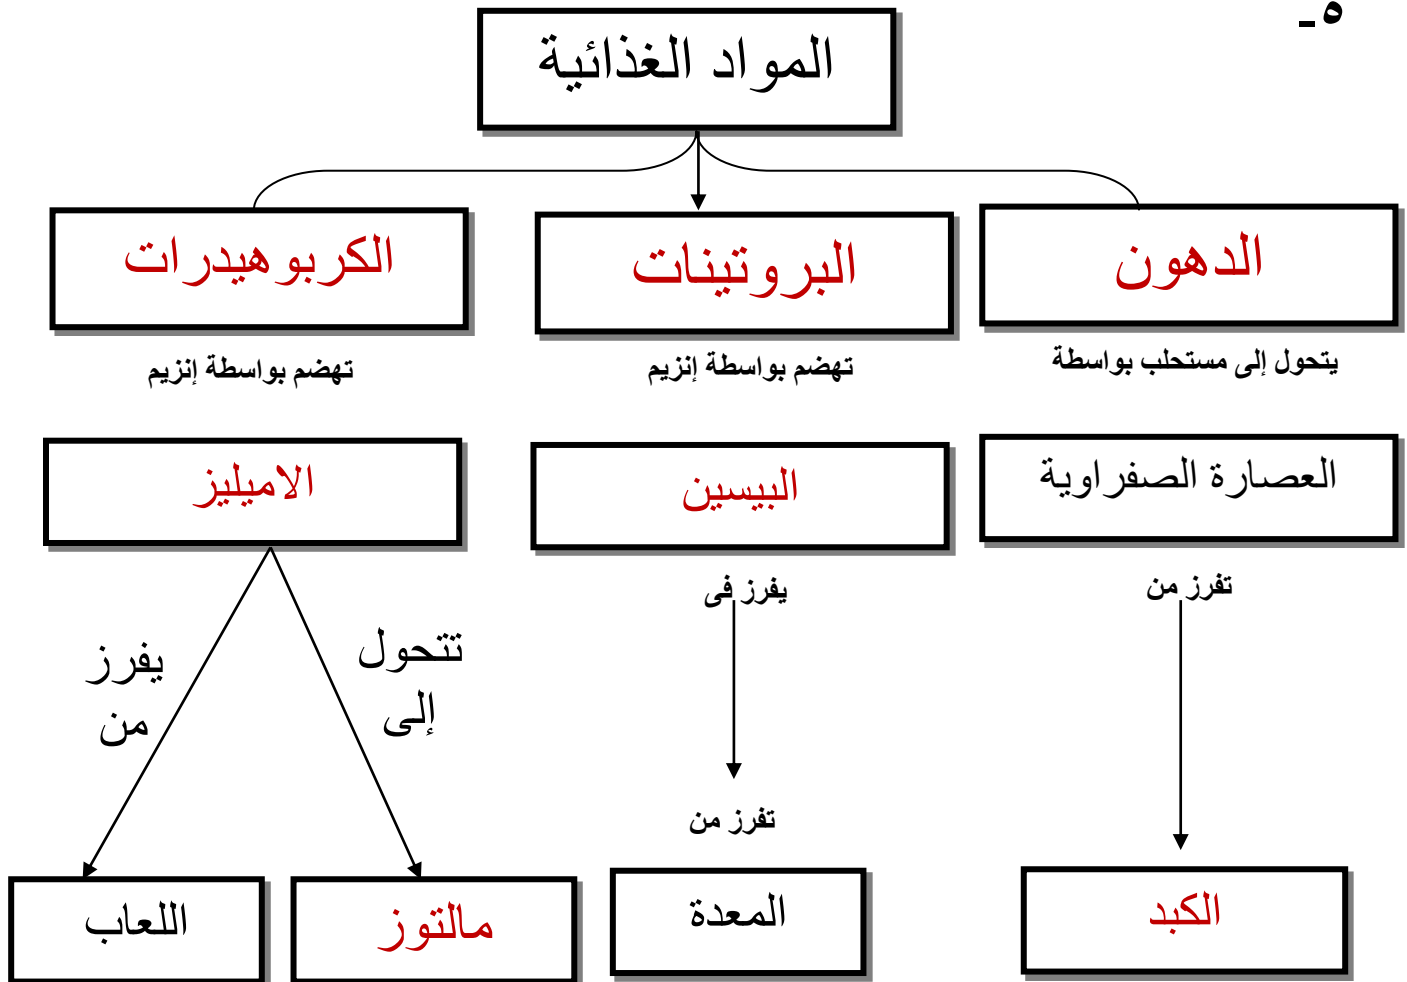 ٥-
المواد الغذائية
الدهون
البروتينات
الكربوهيدرات
يتحول إلى مستحلب بواسطة
تهضم بواسطة إنزيم
تهضم بواسطة إنزيم
العصارة الصفراوية
البيسين
الاميليز
تفرز من
يفرز فى
تتحول
إلى
يفرز
من
تفرز من
الكبد
المعدة
مالتوز
اللعاب